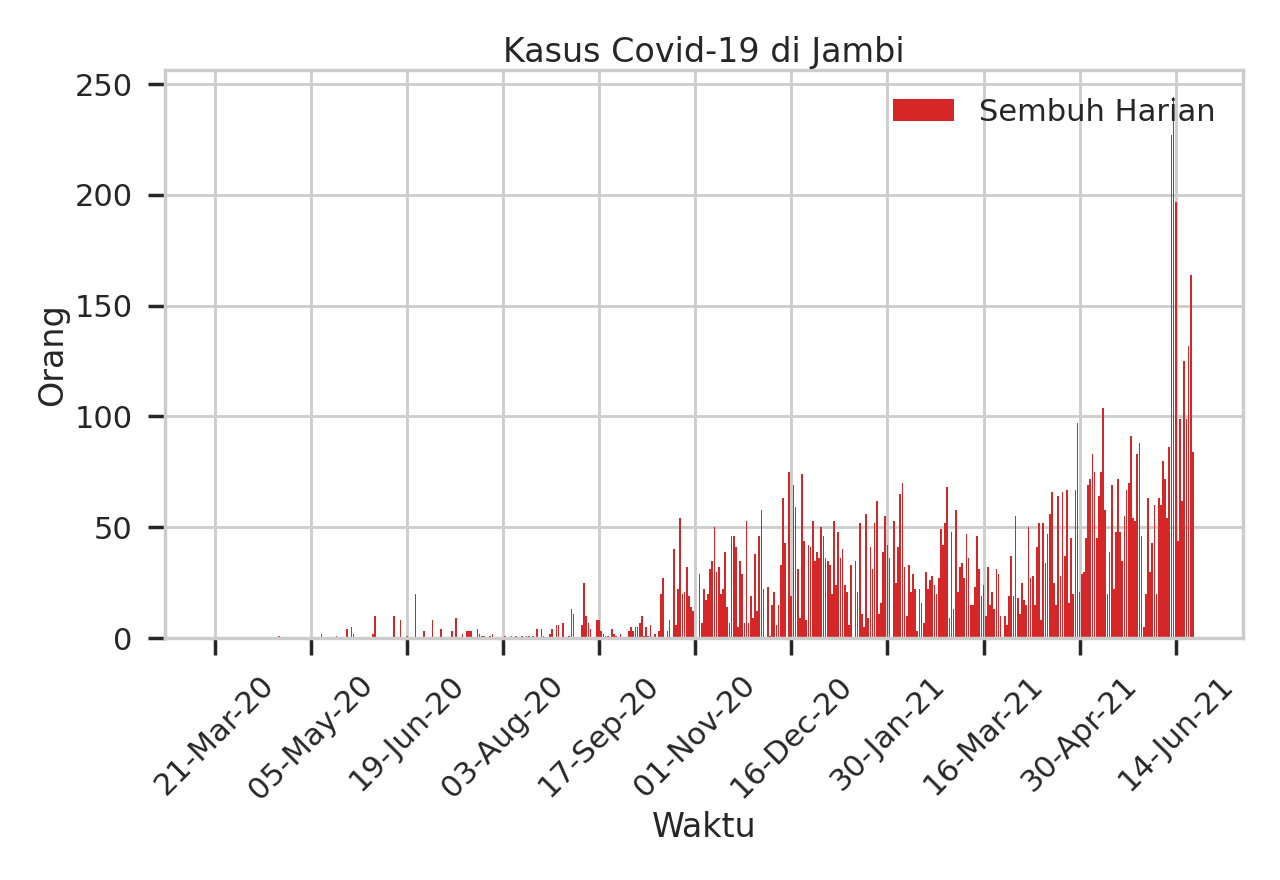 Kasus Covid-19 di Jambi
Sembuh Harian
Orang
250
200
150
100
50
0
21-Mar-20
05-May-20
19-Jun-20
03-Aug-20
17-Sep-20
01-Nov-20
16-Dec-20
30-Jan-21
16-Mar-21
30-Apr-21
14-Jun-21
Waktu